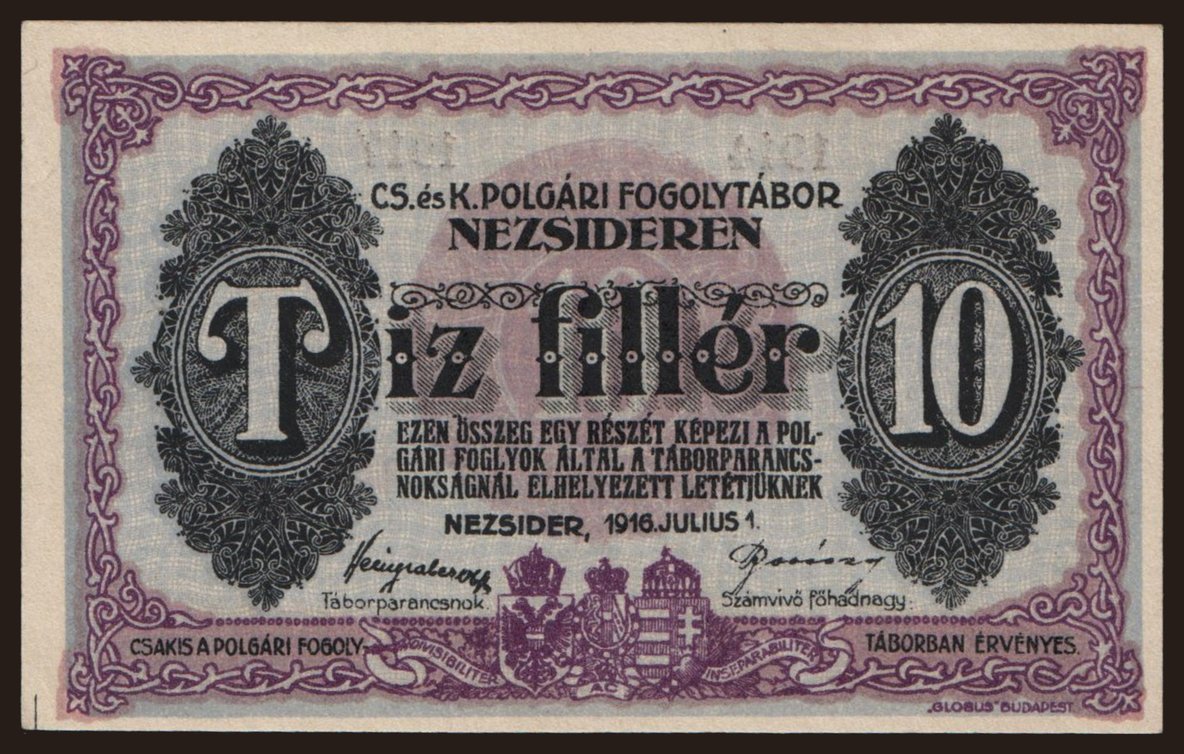 CS. és K. POLGÁRI FOGOLYTÁBOR
NEZSIDEREN
Tiz fillér
10
EZEN ÖSSZEG EGY RÉSZÉT KÉPEZI A POL-
GÁRI FOGLYOK ÁLTAL A TÁBORPARANCS-
NOKSÁGNÁL ELHELYEZETT LETÉTJÜKNEK
NEZSIDER, 1916. JULIUS 1.
Táborparancsnok.
Számvivő főhadnagy.
CSAKIS A POLGÁRI FOGOLY-
TÁBORBAN ÉRVÉNYES.
INDIVISIBILITER
INSEPARABILITER
AC
„GLOBUS" BUDAPEST